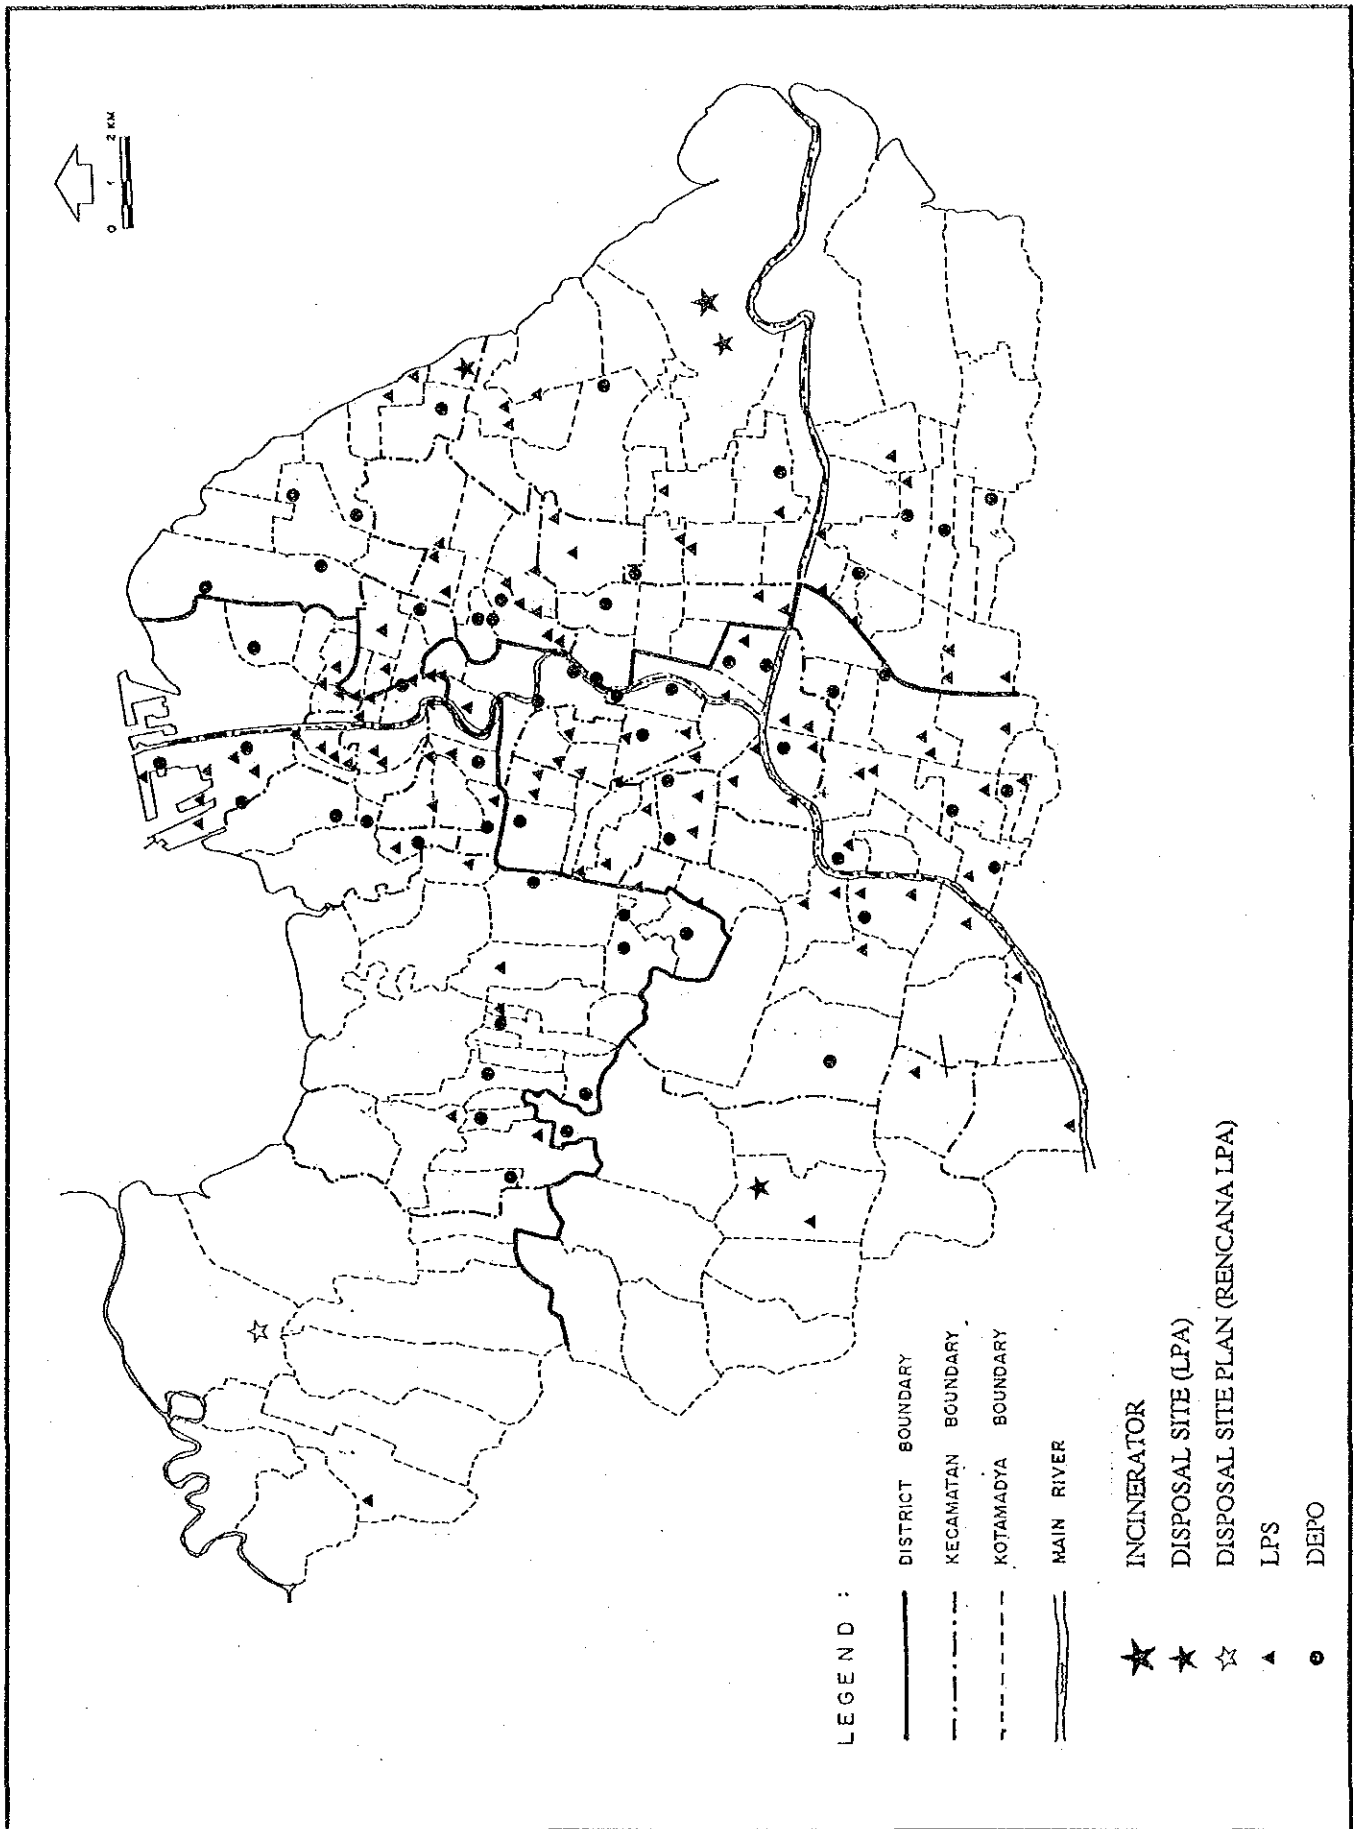 0 1 2 KM
LEGEND :
DISTRICT BOUNDARY
KECAMATAN BOUNDARY
KOTAMADYA BOUNDARY
MAIN RIVER
INCINERATOR
DISPOSAL SITE (LPA)
DISPOSAL SITE PLAN (RENCANA LPA)
LPS
DEPO